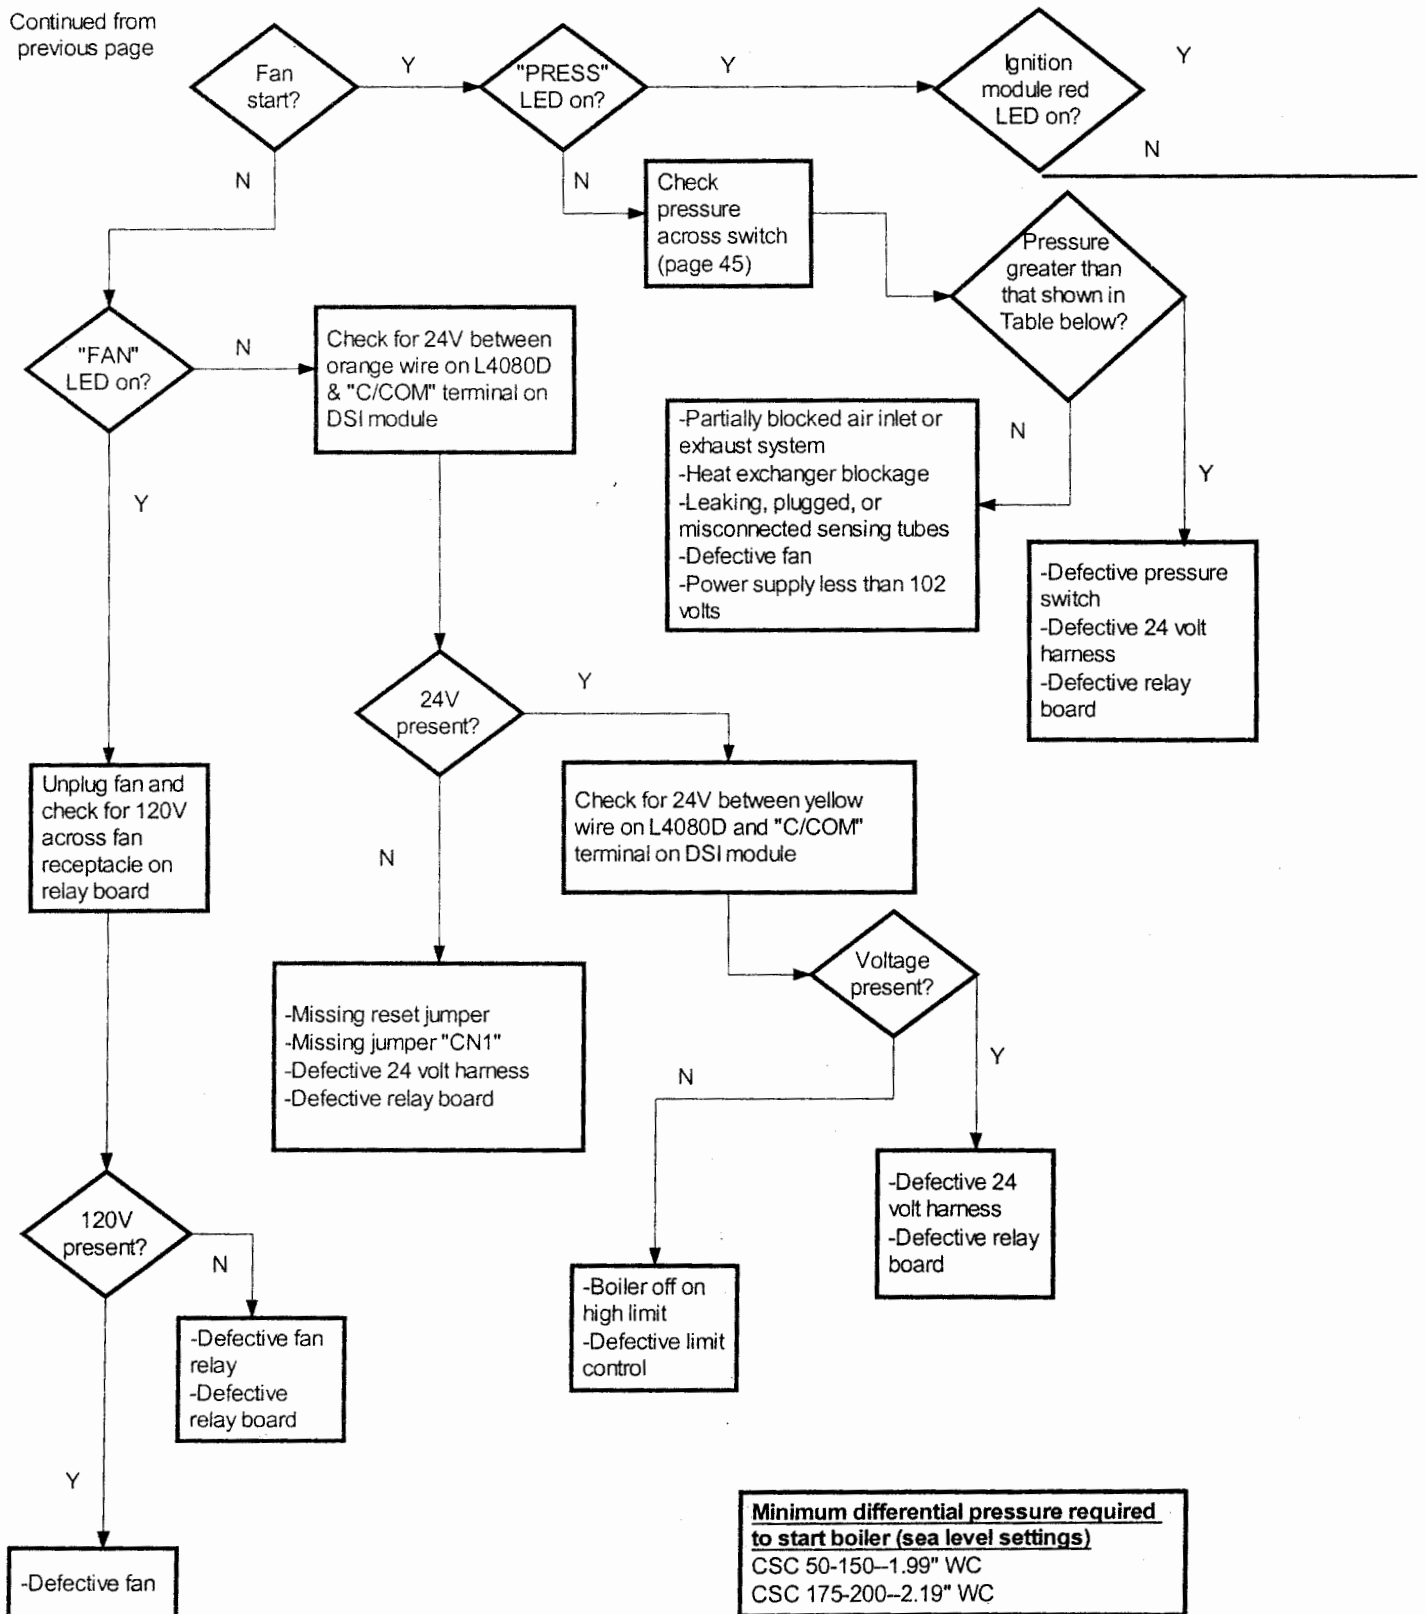 Continued from
previous page
Fan
start?
Y
"PRESS"
LED on?
Y
Ignition
module red
LED on?
Y
N
N
N
Check
pressure
across switch
(page 45)
Pressure
greater than
that shown in
Table below?
"FAN"
LED on?
N
Check for 24V between
orange wire on L4080D
& "C/COM" terminal on
DSI module
-Partially blocked air inlet or
exhaust system
-Heat exchanger blockage
-Leaking, plugged, or
misconnected sensing tubes
-Defective fan
-Power supply less than 102
volts
N
Y
Y
-Defective pressure
switch
-Defective 24 volt
harness
-Defective relay
board
24V
present?
Y
Unplug fan and
check for 120V
across fan
receptacle on
relay board
N
Check for 24V between yellow
wire on L4080D and "C/COM"
terminal on DSI module
Voltage
present?
-Missing reset jumper
-Missing jumper "CN1"
-Defective 24 volt harness
-Defective relay board
N
Y
-Defective 24
volt harness
-Defective relay
board
120V
present?
N
-Boiler off on
high limit
-Defective limit
control
-Defective fan
relay
-Defective
relay board
Y
-Defective fan
Minimum differential pressure required
to start boiler (sea level settings)
CSC 50-150--1.99" WC
CSC 175-200--2.19" WC